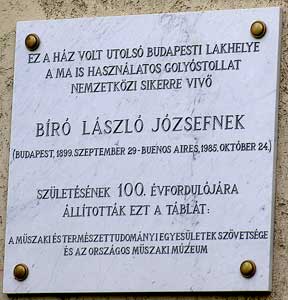 EZ A HÁZ VOLT UTOLSÓ BUDAPESTI LAKHELYE
A MA IS HASZNÁLATOS GOLYÓSTOLLAT
NEMZETKÖZI SIKERRE VIVŐ
BÍRÓ LÁSZLÓ JÓZSEFNEK
(BUDAPEST, 1899. SZEPTEMBER 29 - BUENOS AIRES, 1985. OKTÓBER 24.)
SZÜLETÉSÉNEK 100. ÉVFORDULÓJÁRA
ÁLLÍTOTTÁK EZT A TÁBLÁT:
A MŰSZAKI ÉS TERMÉSZETTUDOMÁNYI EGYESÜLETEK SZÖVETSÉGE
ÉS AZ ORSZÁGOS MŰSZAKI MÚZEUM